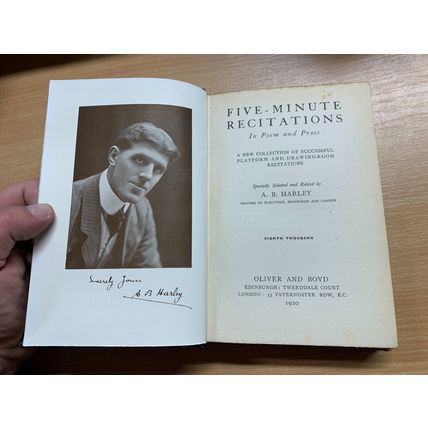 Sincerely Yours
A B Harley
FIVE-MINUTE
RECITATIONS
In Poem and Prose
A NEW COLLECTION OF SUCCESSFUL
PLATFORM AND DRAWINGROOM
RECITATIONS
Specially Selected and Edited by
A. B. HARLEY
TEACHER OF ELOCUTION, EDINBURGH AND LONDON
EIGHTH THOUSAND
OLIVER AND BOYD
EDINBURGH: TWEEDDALE COURT
LONDON: 33 PATERNOSTER ROW, E.C.
1920